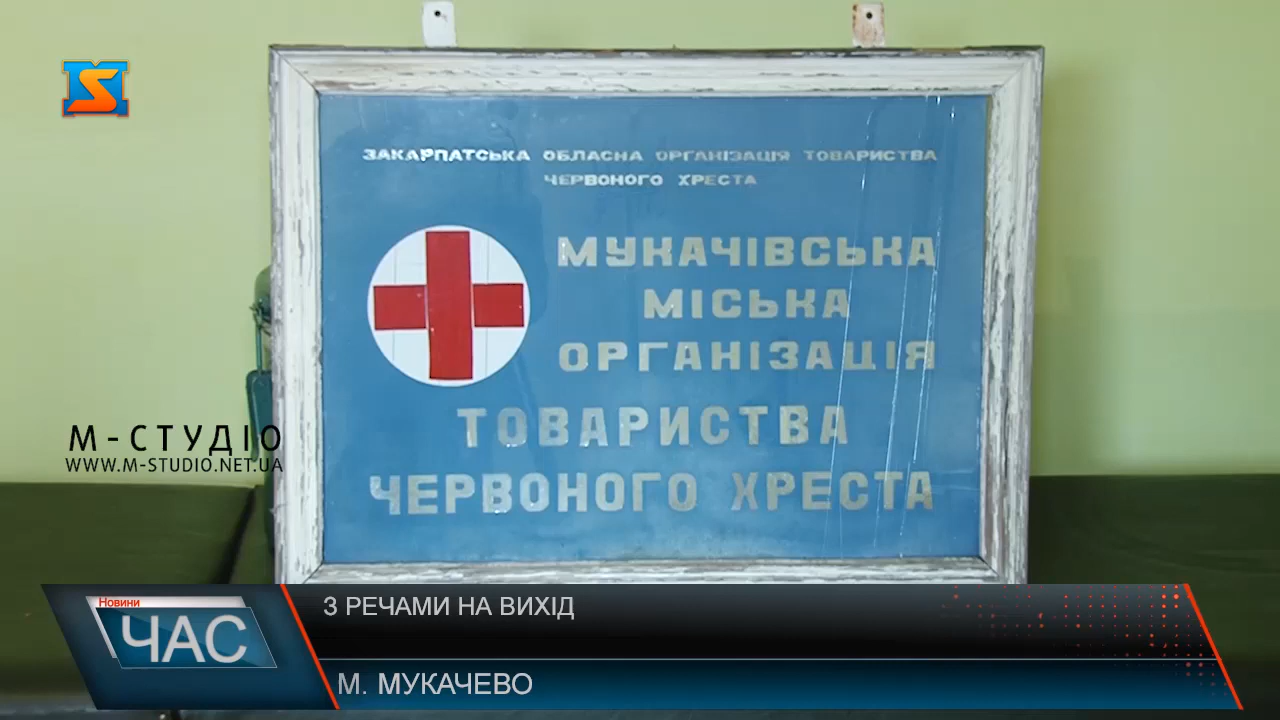 ЗАКАРПАТСЬКА ОБЛАСНА ОРГАНІЗАЦІЯ ТОВАРИСТВА
ЧЕРВОНОГО ХРЕСТА
МУКАЧІВСЬКА
МІСЬКА
ОРГАНІЗАЦІЯ
ТОВАРИСТВА
ЧЕРВОНОГО ХРЕСТА
М-СТУДІО
WWW.M-STUDIO.NET.UA
Новини
ЧАС
З РЕЧАМИ НА ВИХІД
М. МУКАЧЕВО